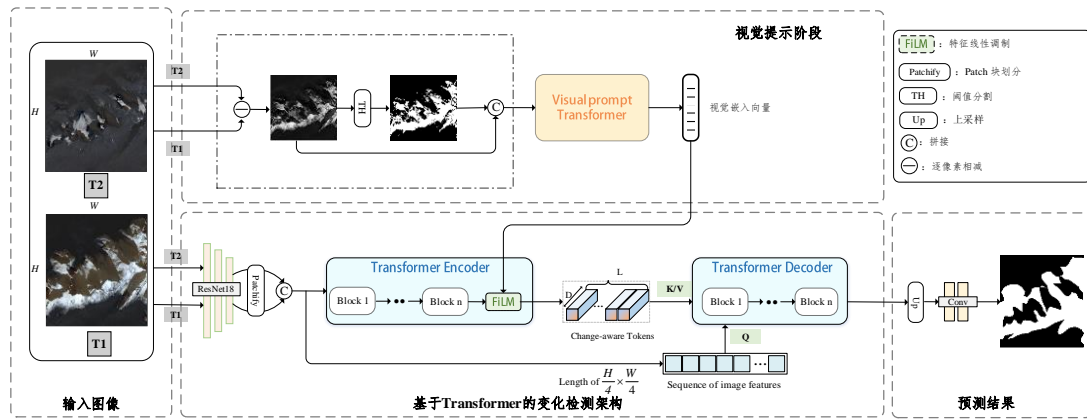 W
H
T2
W
H
T1
输入图像
T2
T1
TH
C
Visual prompt
Transformer
视觉嵌入向量
视觉提示阶段
FiLM:特征线性调制
Patchify:Patch 块划分
TH:阈值分割
Up:上采样
C:拼接
:逐像素相减
T2
T1
ResNet18
Patchify
C
Transformer Encoder
Block 1
Block n
FiLM
L
D
Change-aware Tokens
K/V
Q
Transformer Decoder
Block 1
Block n
Length of H/4 × W/4
Sequence of image features
基于Transformer的变化检测架构
Up
Conv
预测结果